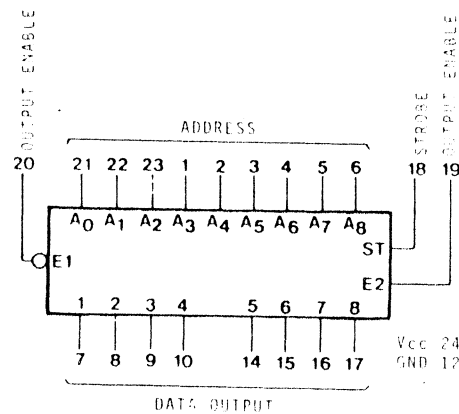 OUTPUT ENABLE
STROBE
OUTPUT ENABLE
ADDRESS
20 21 22 23 1 2 3 4 5 6 18 19
A0 A1 A2 A3 A4 A5 A6 A7 A8
ST
E1
E2
1 2 3 4 5 6 7 8
7 8 9 10 14 15 16 17
Vcc 24
GND 12
DATA OUTPUT